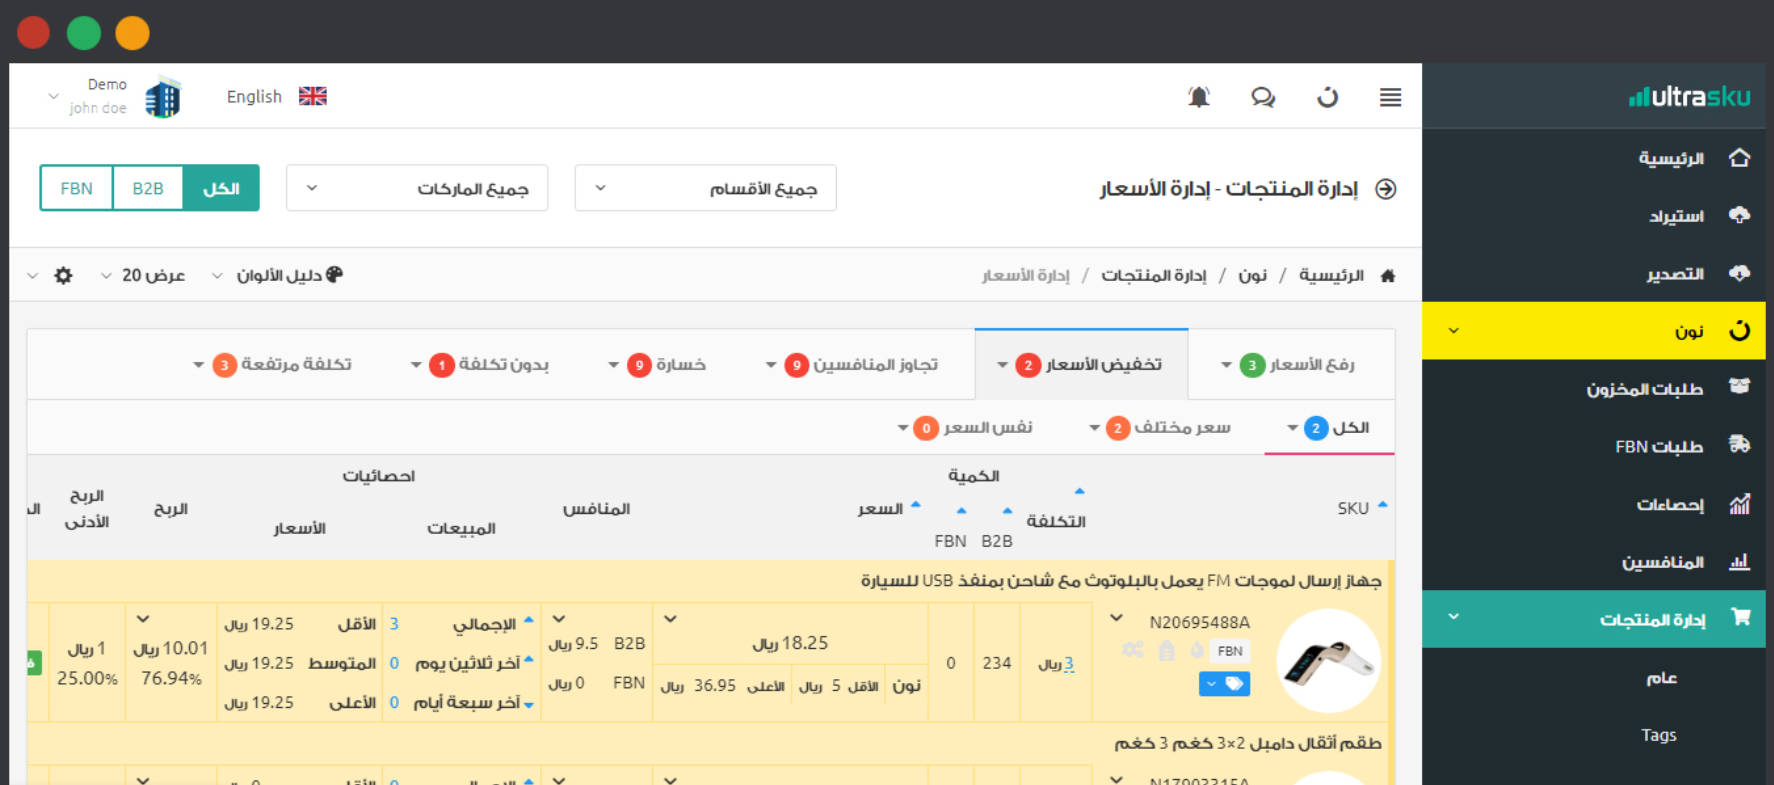 ultrasku
English
Demo
john doe
الرئيسية
استيراد
التصدير
نون
طلبات المخزون
طلبات FBN
إحصاءات
المنافسين
إدارة المنتجات
عام
Tags
إدارة المنتجات - إدارة الأسعار
جميع الأقسام
جميع الماركات
الكل B2B FBN
الرئيسية / نون / إدارة المنتجات / إدارة الأسعار
دليل الألوان
عرض 20
رفع الأسعار 3
تخفيض الأسعار 2
تجاوز المنافسين 9
خسارة 9
بدون تكلفة 1
تكلفة مرتفعة 3
الكل 2
سعر مختلف 2
نفس السعر 0
SKU
التكلفة
الكمية
B2B FBN
السعر
المنافس
احصائيات
المبيعات
الأسعار
الربح
الربح الأدنى
جهاز إرسال لموجات FM يعمل بالبلوتوث مع شاحن بمنفذ USB للسيارة
N20695488A
FBN
3 ريال
234
0
18.25 ريال
نون الأقل 5 ريال الأعلى 36.95 ريال
B2B 9.5 ريال
FBN 0 ريال
الإجمالي 3
آخر ثلاثين يوم 0
آخر سبعة أيام 0
الأقل 19.25 ريال
المتوسط 19.25 ريال
الأعلى 19.25 ريال
10.01 ريال
76.94%
1 ريال
25.00%
طقم أثقال دامبل 2×3 كغم 3 كغم
N17903315A